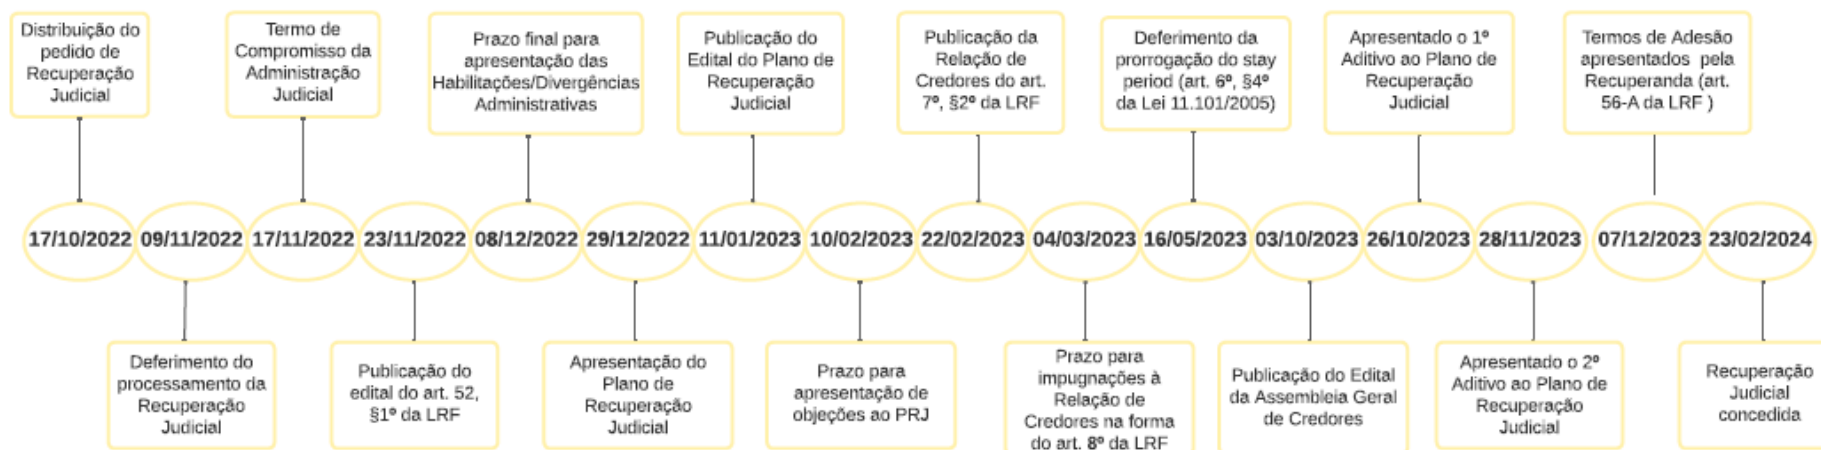 Distribuição do
pedido de
Recuperação
Judicial
Termo de
Compromisso da
Administração
Judicial
Prazo final para
apresentação das
Habilitações/Divergências
Administrativas
Publicação do
Edital do Plano de
Recuperação
Judicial
Publicação da
Relação de
Credores do art.
7º, §2º da LRF
Deferimento da
prorrogação do stay
period (art. 6º, §4º
da Lei 11.101/2005)
Apresentado o 1º
Aditivo ao Plano de
Recuperação
Judicial
Termos de Adesão
apresentados pela
Recuperanda (art.
56-A da LRF )
17/10/2022 09/11/2022 17/11/2022 23/11/2022 08/12/2022 29/12/2022 11/01/2023 10/02/2023 22/02/2023 04/03/2023 16/05/2023 03/10/2023 26/10/2023 28/11/2023 07/12/2023 23/02/2024
Deferimento do
processamento da
Recuperação
Judicial
Publicação do
edital do art. 52,
§1º da LRF
Apresentação do
Plano de
Recuperação
Judicial
Prazo para
apresentação de
objeções ao PRJ
Prazo para
impugnações à
Relação de
Credores na forma
do art. 8º da LRF
Publicação do Edital
da Assembleia Geral
de Credores
Apresentado o 2º
Aditivo ao Plano de
Recuperação
Judicial
Recuperação
Judicial
concedida